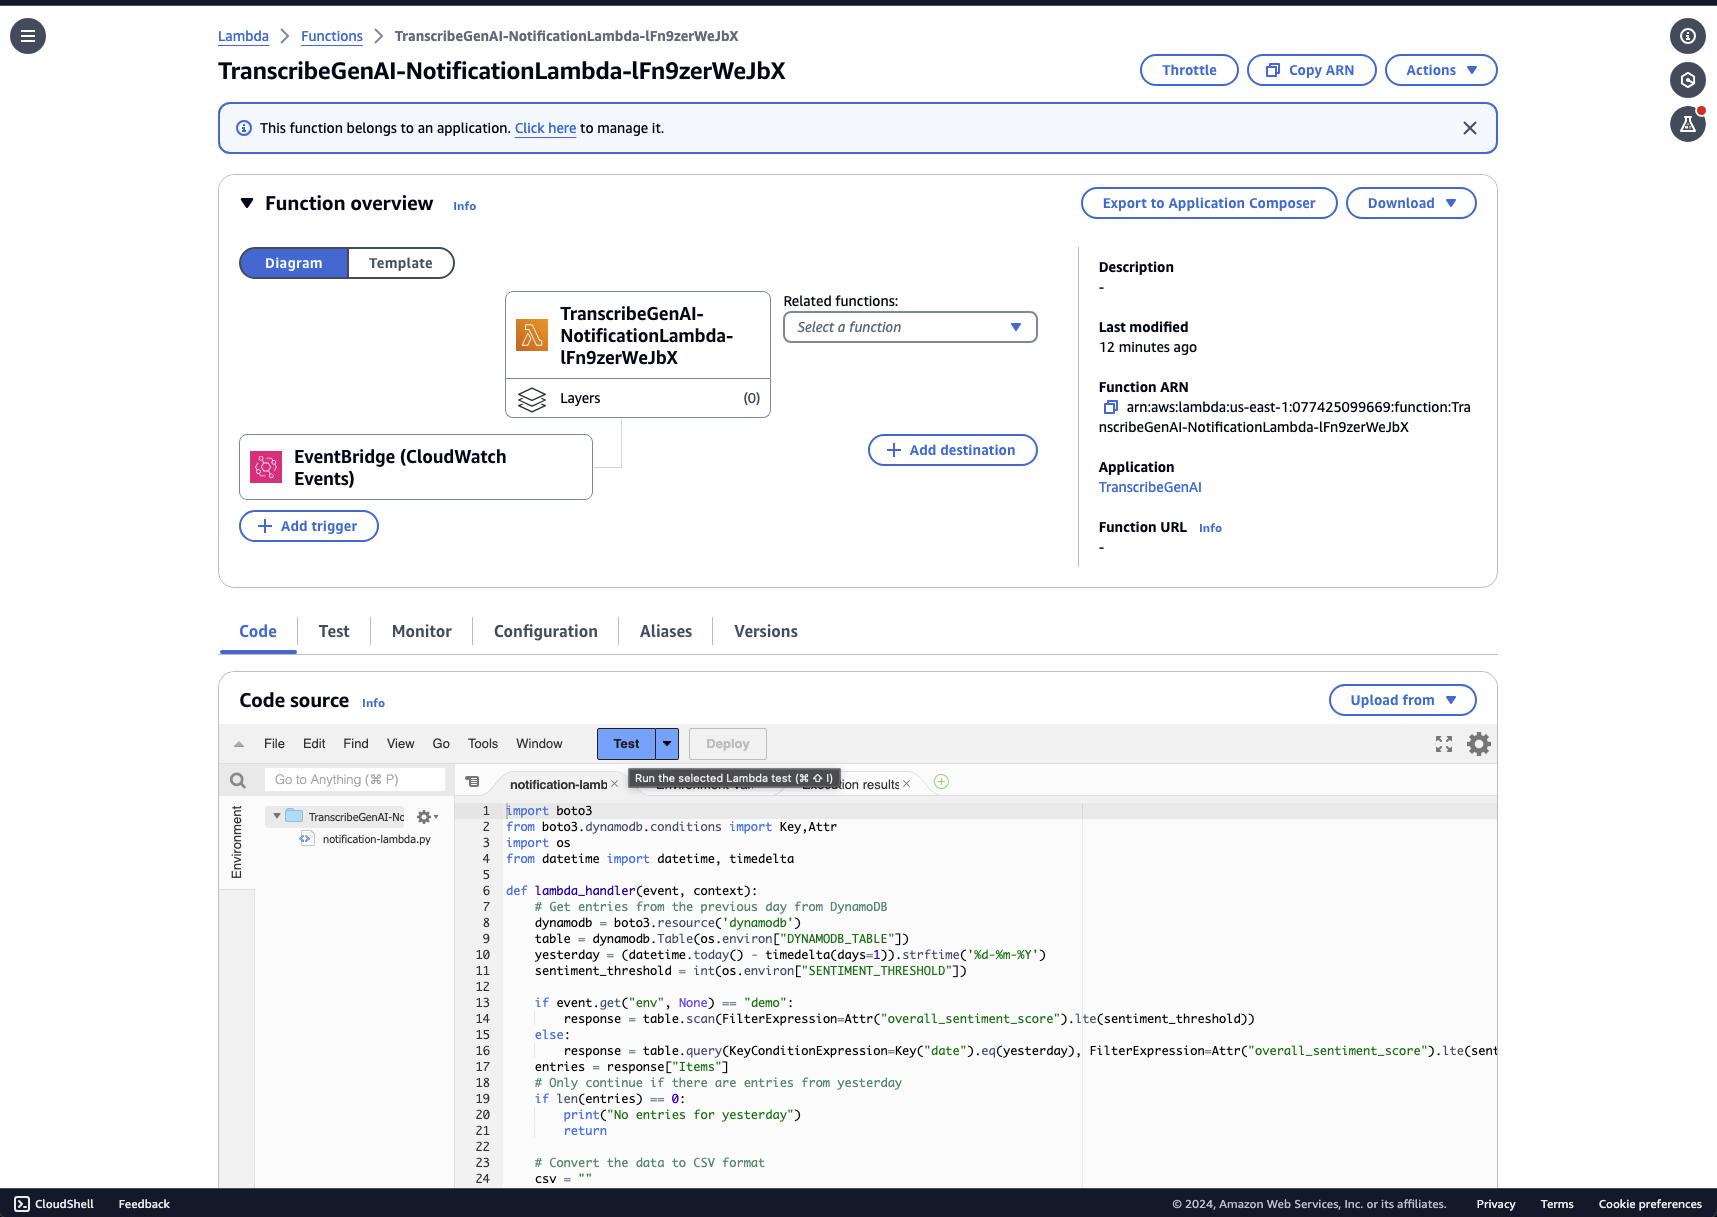 Lambda
Functions
TranscribeGenAI-NotificationLambda-lFn9zerWeJbX
TranscribeGenAI-NotificationLambda-lFn9zerWeJbX
Throttle
Copy ARN
Actions
This function belongs to an application. Click here to manage it.
Function overview
Info
Export to Application Composer
Download
Diagram
Template
TranscribeGenAI-
NotificationLambda-
lFn9zerWeJbX
Layers
(0)
Related functions:
Select a function
EventBridge (CloudWatch
Events)
Add trigger
Add destination
Description
-
Last modified
12 minutes ago
Function ARN
arn:aws:lambda:us-east-1:077425099669:function:Tra
nscribeGenAI-NotificationLambda-lFn9zerWeJbX
Application
TranscribeGenAI
Function URL Info
-
Code
Test
Monitor
Configuration
Aliases
Versions
Code source Info
Upload from
File Edit Find View Go Tools Window
Test
Deploy
Go to Anything (⌘ P)
notification-lamb
Run the selected Lambda test (⌘ ⇧ I)
Execution results
Environment
TranscribeGenAI-No
notification-lambda.py
1 import boto3
2 from boto3.dynamodb.conditions import Key,Attr
3 import os
4 from datetime import datetime, timedelta
5
6 def lambda_handler(event, context):
7 # Get entries from the previous day from DynamoDB
8 dynamodb = boto3.resource('dynamodb')
9 table = dynamodb.Table(os.environ["DYNAMODB_TABLE"])
10 yesterday = (datetime.today() - timedelta(days=1)).strftime('%d-%m-%Y')
11 sentiment_threshold = int(os.environ["SENTIMENT_THRESHOLD"])
12
13 if event.get("env", None) == "demo":
14 response = table.scan(FilterExpression=Attr("overall_sentiment_score").lte(sentiment_threshold))
15 else:
16 response = table.query(KeyConditionExpression=Key("date").eq(yesterday), FilterExpression=Attr("overall_sentiment_score").lte(sent
17 entries = response["Items"]
18 # Only continue if there are entries from yesterday
19 if len(entries) == 0:
20 print("No entries for yesterday")
21 return
22
23 # Convert the data to CSV format
24 csv = ""
CloudShell
Feedback
© 2024, Amazon Web Services, Inc. or its affiliates.
Privacy
Terms
Cookie preferences